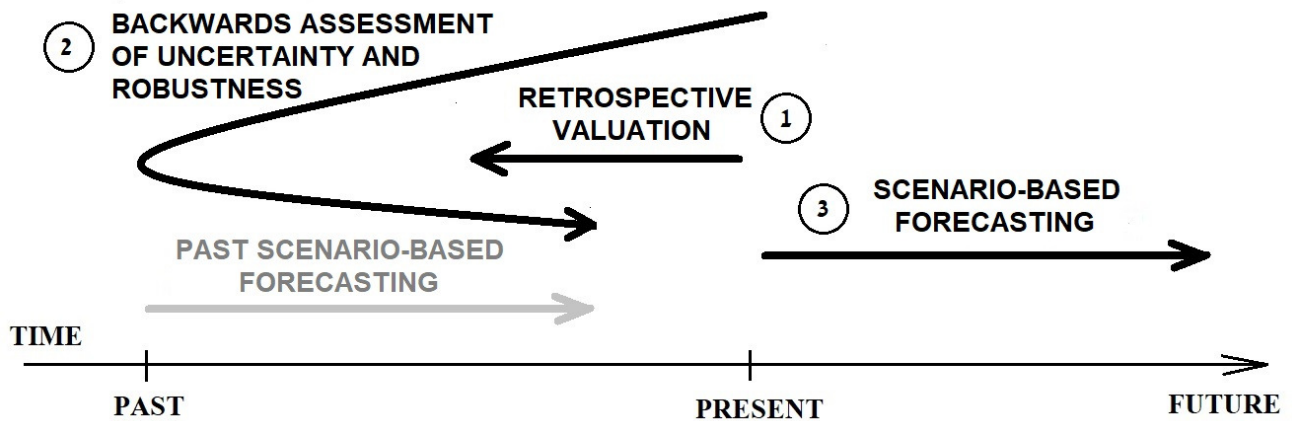 2
BACKWARDS ASSESSMENT
OF UNCERTAINTY AND
ROBUSTNESS
RETROSPECTIVE
VALUATION
1
3
SCENARIO-BASED
FORECASTING
PAST SCENARIO-BASED
FORECASTING
TIME
PAST
PRESENT
FUTURE